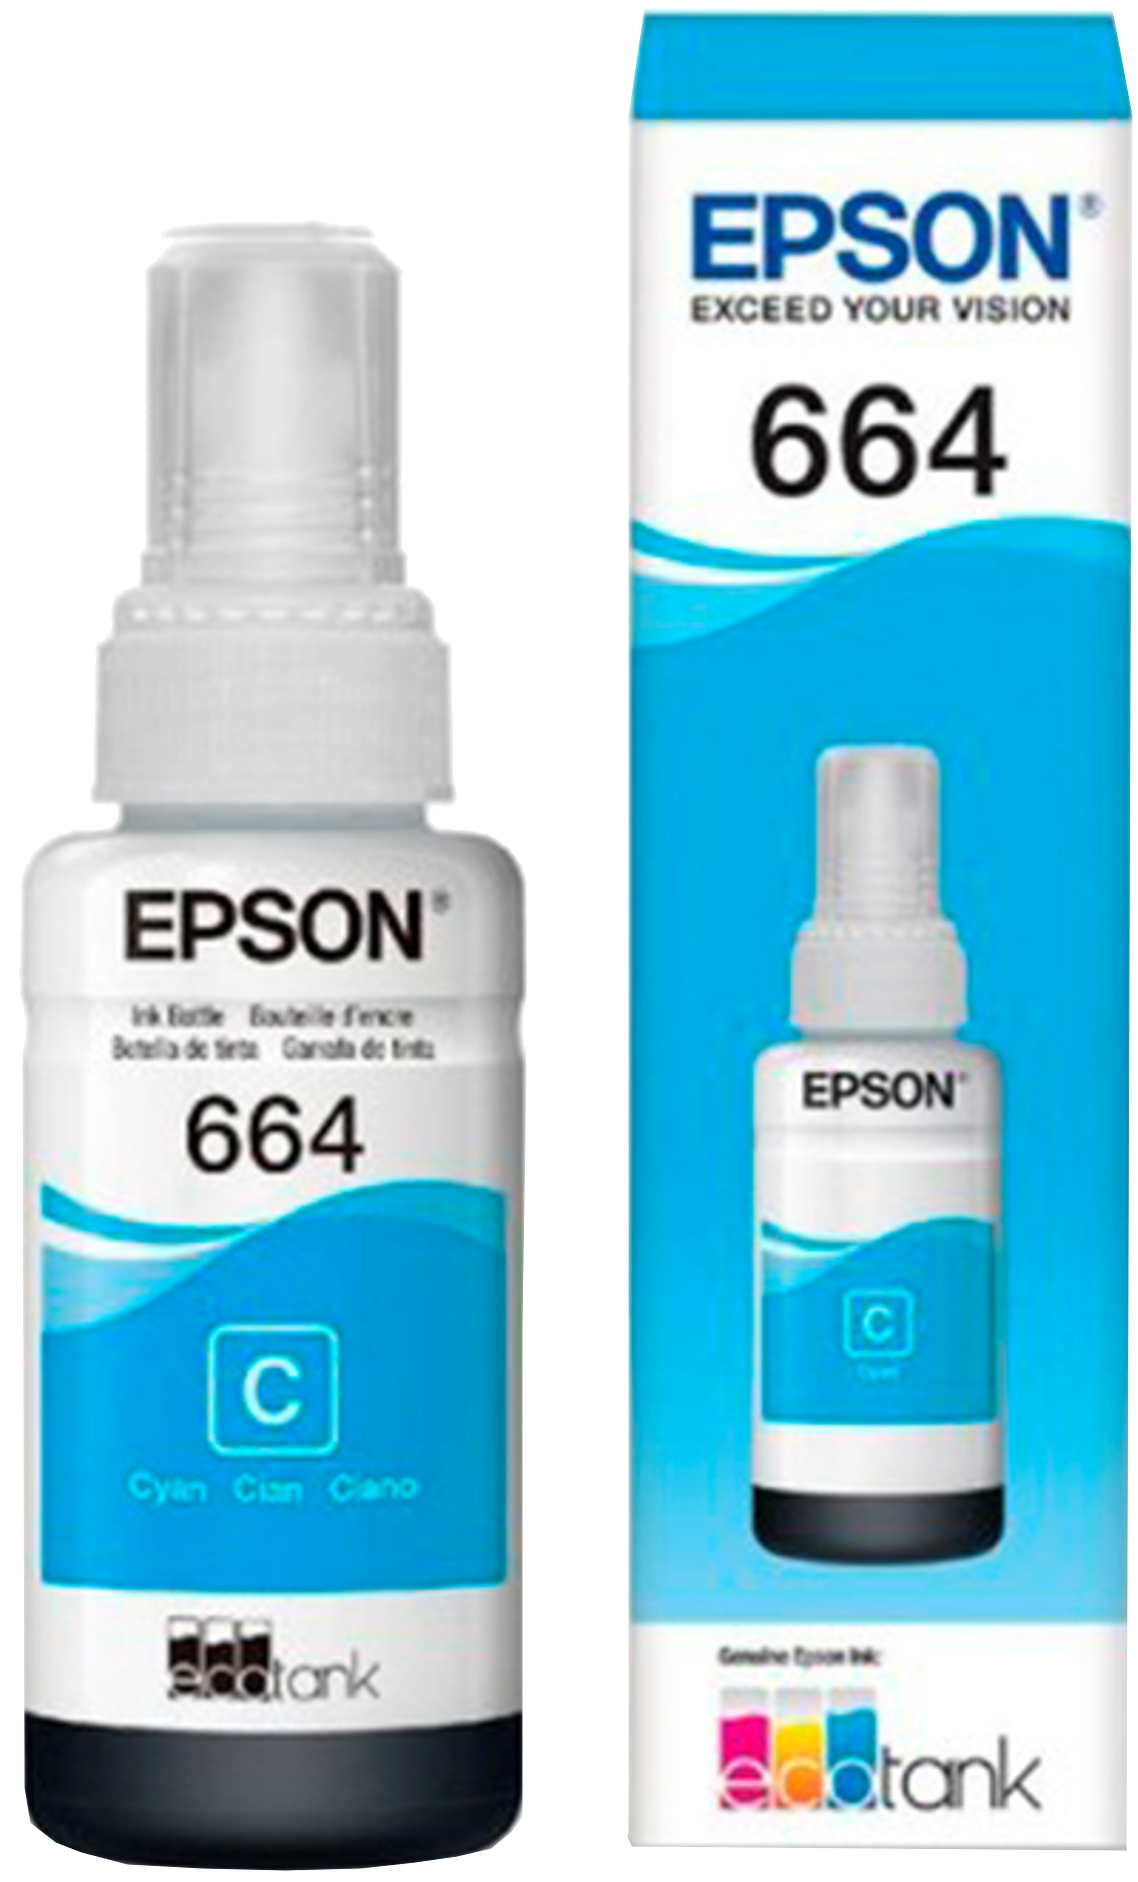 EPSON®
Ink Bottle Bouteille d'encre
Botella de tinta Garrafa de tinta
664
C
Cyan Cian Ciano
ecotank
EPSON®
EXCEED YOUR VISION
664
EPSON
C
Cyan
Genuine Epson Ink
ecotank